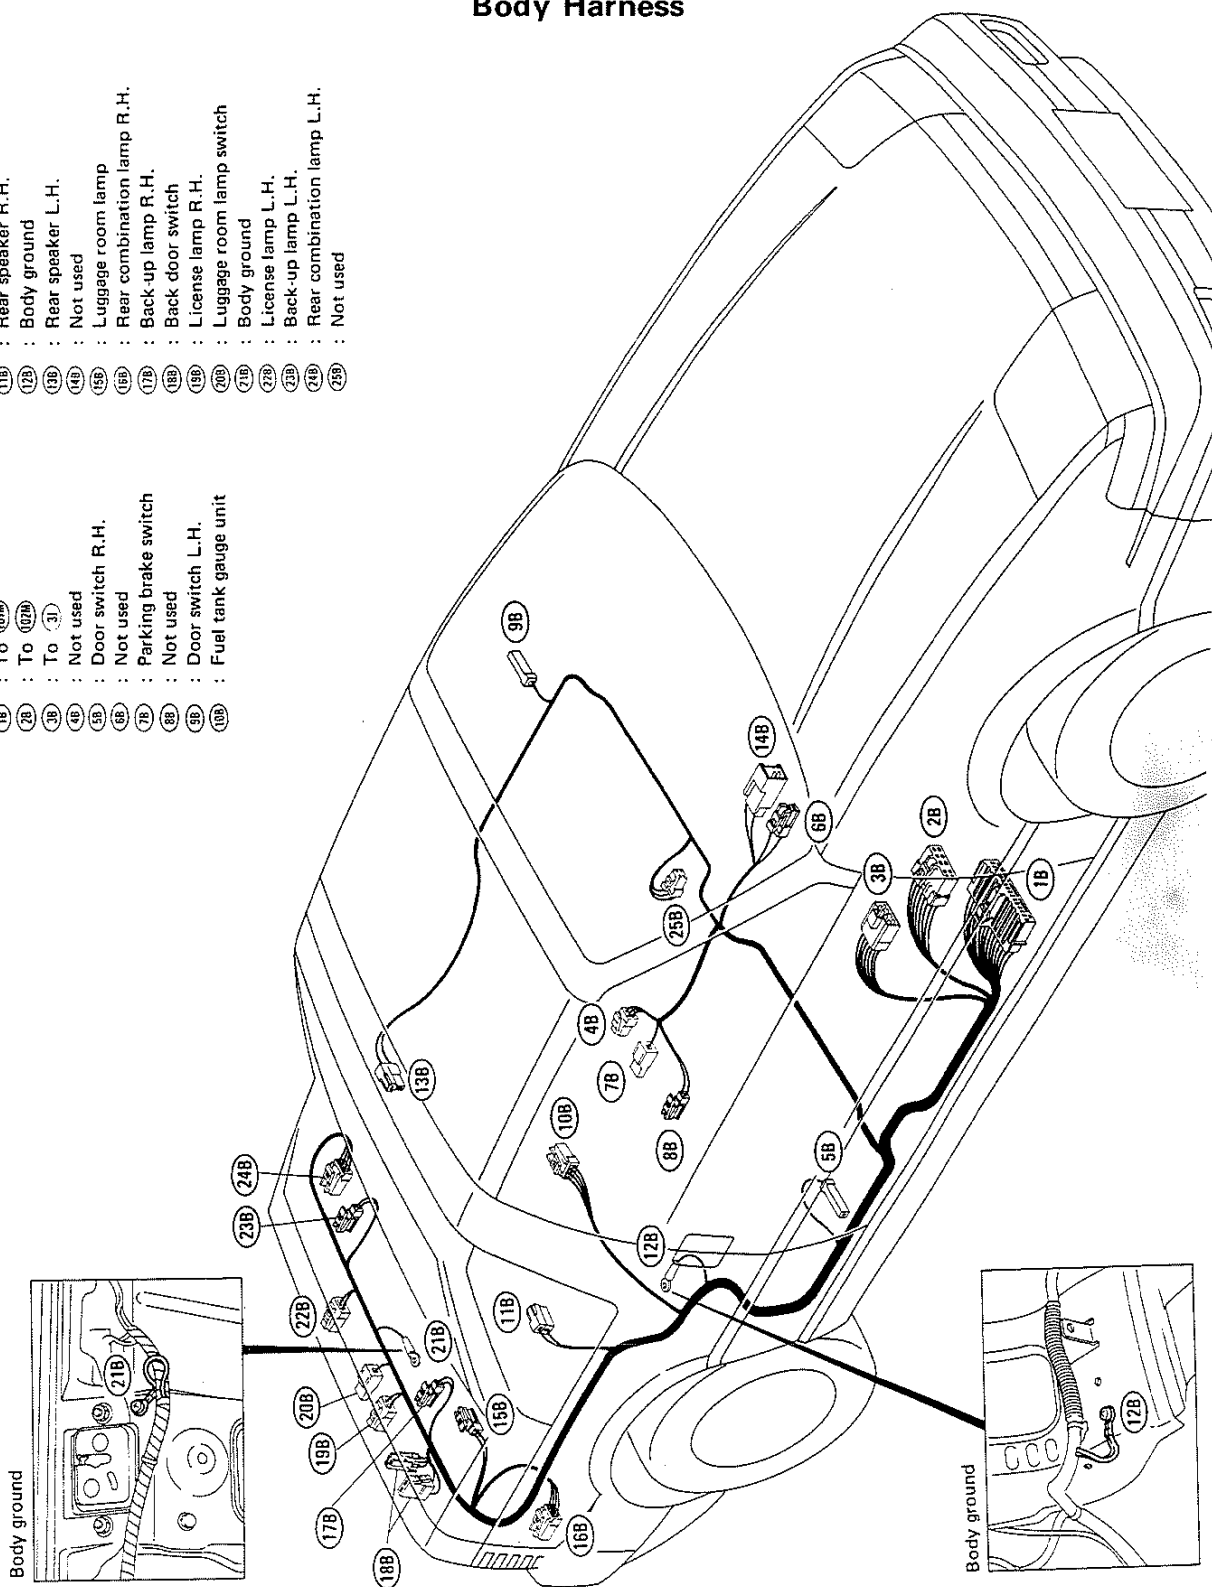 Body Harness
1B : To 101M
2B : To 102M
3B : To 3I
4B : Not used
5B : Door switch R.H.
6B : Not used
7B : Parking brake switch
8B : Not used
9B : Door switch L.H.
10B : Fuel tank gauge unit
11B : Rear speaker R.H.
12B : Body ground
13B : Rear speaker L.H.
14B : Not used
15B : Luggage room lamp
16B : Rear combination lamp R.H.
17B : Back-up lamp R.H.
18B : Back door switch
19B : License lamp R.H.
20B : Luggage room lamp switch
21B : Body ground
22B : License lamp L.H.
23B : Back-up lamp L.H.
24B : Rear combination lamp L.H.
25B : Not used
9B
14B
6B
2B
3B
1B
25B
4B
7B
8B
13B
10B
5B
12B
24B
23B
22B
11B
21B
20B
19B
15B
17B
18B
16B
Body ground
21B
Body ground
12B